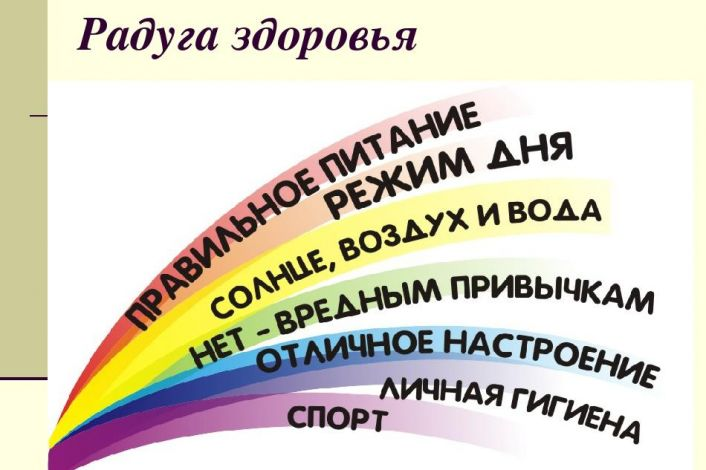 Радуга здоровья
ПРАВИЛЬНОЕ ПИТАНИЕ
РЕЖИМ ДНЯ
СОЛНЦЕ, ВОЗДУХ И ВОДА
НЕТ - ВРЕДНЫМ ПРИВЫЧКАМ
ОТЛИЧНОЕ НАСТРОЕНИЕ
ЛИЧНАЯ ГИГИЕНА
СПОРТ